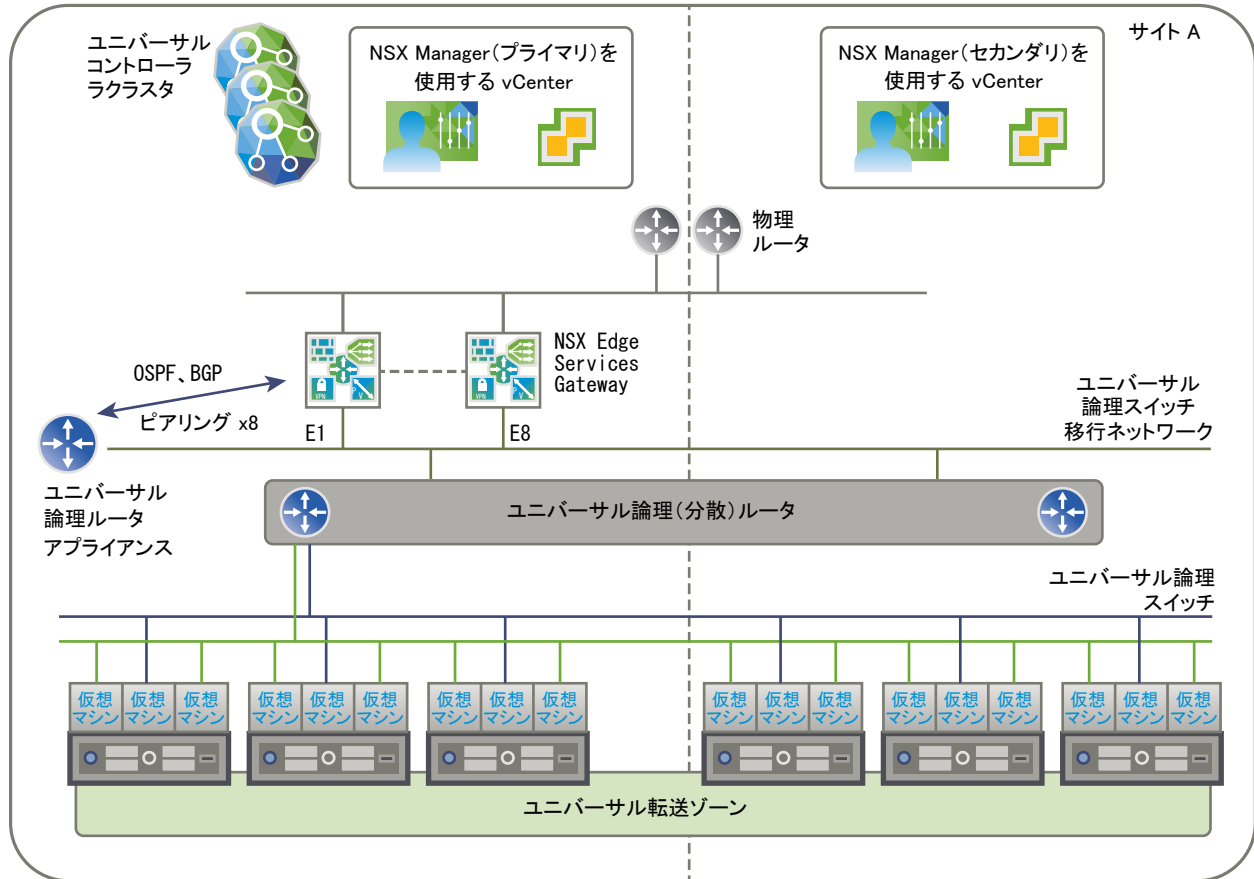 サイト A
ユニバーサル
コントローラ
ラクラスタ
NSX Manager（プライマリ）を
使用する vCenter
NSX Manager（セカンダリ）を
使用する vCenter
物理
ルータ
NSX Edge
Services
Gateway
VPN
P
V
VPN
P
V
OSPF、BGP
ピアリング x8
E1
E8
ユニバーサル
論理スイッチ
移行ネットワーク
ユニバーサル
論理ルータ
アプライアンス
ユニバーサル論理（分散）ルータ
ユニバーサル論理
スイッチ
仮想
マシン
仮想
マシン
仮想
マシン
仮想
マシン
仮想
マシン
仮想
マシン
仮想
マシン
仮想
マシン
仮想
マシン
仮想
マシン
仮想
マシン
仮想
マシン
仮想
マシン
仮想
マシン
仮想
マシン
仮想
マシン
仮想
マシン
仮想
マシン
ユニバーサル転送ゾーン